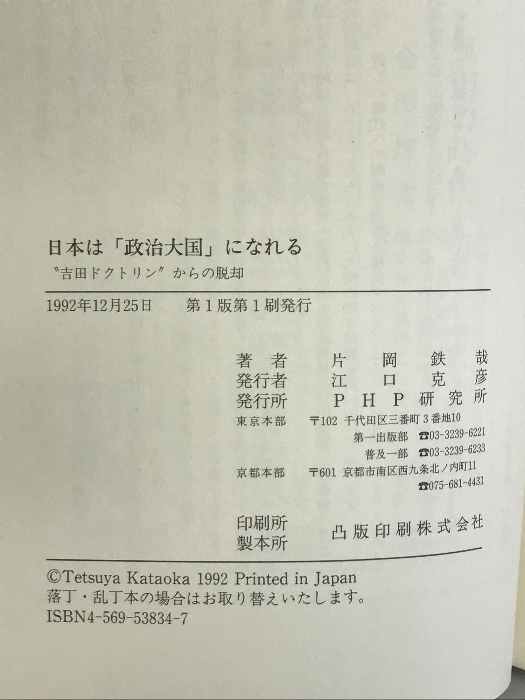 日本は「政治大国」になれる
〝吉田ドクトリン〟からの脱却
1992年12月25日　第1版第1刷発行
著者　片岡鉄哉
発行者　江口克彦
発行所　PHP研究所
東京本部　〒102 千代田区三番町3番地10
第一出版部　☎03-3239-6221
普及一部　☎03-3239-6233
京都本部　〒601 京都市南区西九条北ノ内町11
☎075-681-4431
印刷所
製本所　凸版印刷株式会社
©Tetsuya Kataoka 1992 Printed in Japan
落丁・乱丁本の場合はお取り替えいたします。
ISBN4-569-53834-7